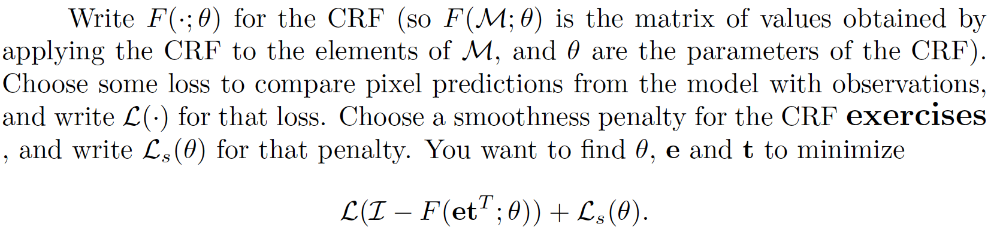 Write F(·; θ) for the CRF (so F(ℳ; θ) is the matrix of values obtained by
applying the CRF to the elements of ℳ, and θ are the parameters of the CRF).
Choose some loss to compare pixel predictions from the model with observations,
and write ℒ(·) for that loss. Choose a smoothness penalty for the CRF exercises
, and write ℒₛ(θ) for that penalty. You want to find θ, e and t to minimize
ℒ(ℐ − F(etᵀ; θ)) + ℒₛ(θ).